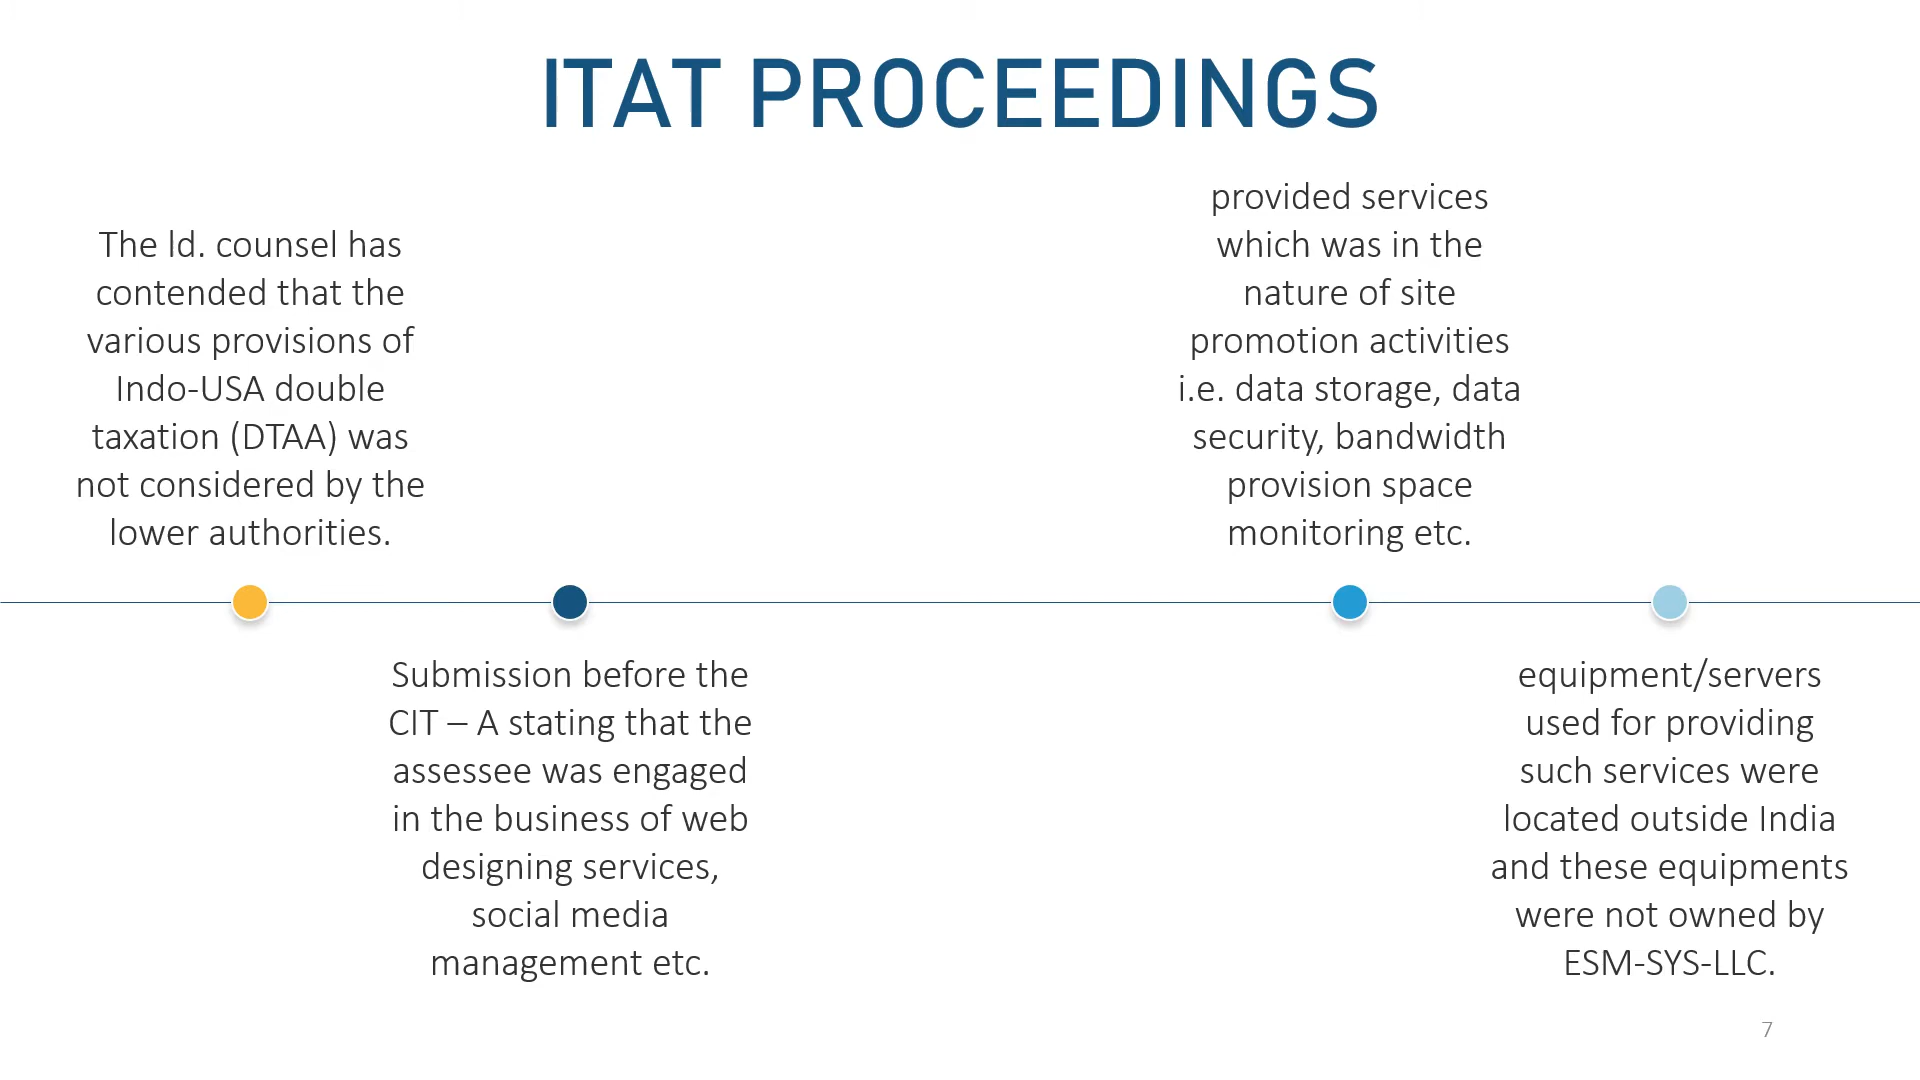 ITAT PROCEEDINGS
The ld. counsel has
contended that the
various provisions of
Indo-USA double
taxation (DTAA) was
not considered by the
lower authorities.
Submission before the
CIT – A stating that the
assessee was engaged
in the business of web
designing services,
social media
management etc.
provided services
which was in the
nature of site
promotion activities
i.e. data storage, data
security, bandwidth
provision space
monitoring etc.
equipment/servers
used for providing
such services were
located outside India
and these equipments
were not owned by
ESM-SYS-LLC.
7